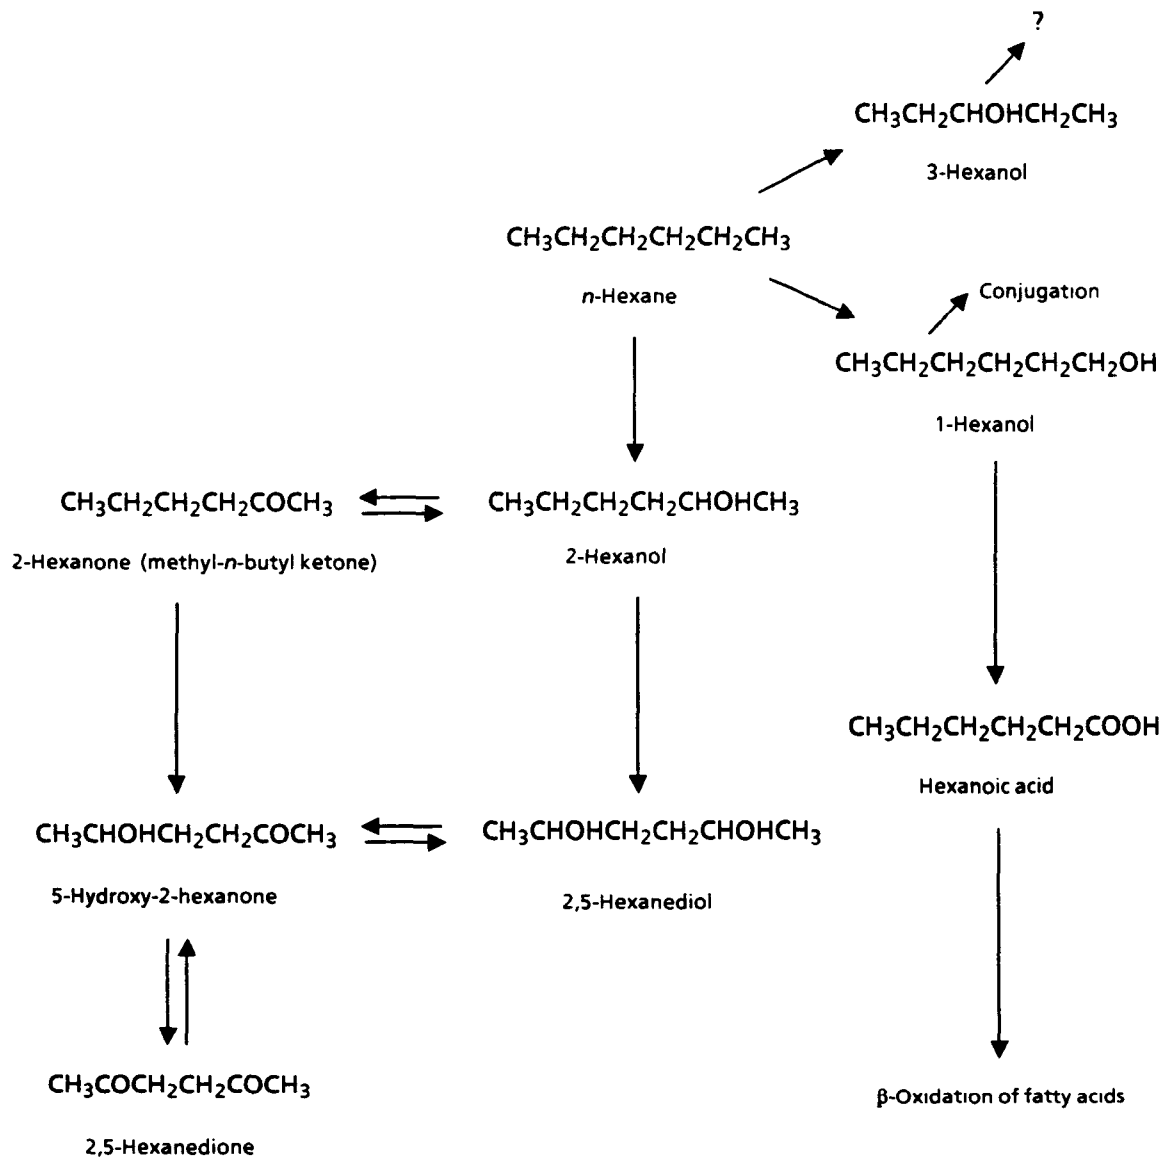 ?
CH₃CH₂CHOHCH₂CH₃
3-Hexanol
CH₃CH₂CH₂CH₂CH₂CH₃
n-Hexane
Conjugation
CH₃CH₂CH₂CH₂CH₂CH₂OH
1-Hexanol
CH₃CH₂CH₂CH₂COCH₃
CH₃CH₂CH₂CH₂CHOHCH₃
2-Hexanone (methyl-n-butyl ketone)
2-Hexanol
CH₃CH₂CH₂CH₂CH₂COOH
Hexanoic acid
CH₃CHOHCH₂CH₂COCH₃
CH₃CHOHCH₂CH₂CHOHCH₃
5-Hydroxy-2-hexanone
2,5-Hexanediol
CH₃COCH₂CH₂COCH₃
β-Oxidation of fatty acids
2,5-Hexanedione